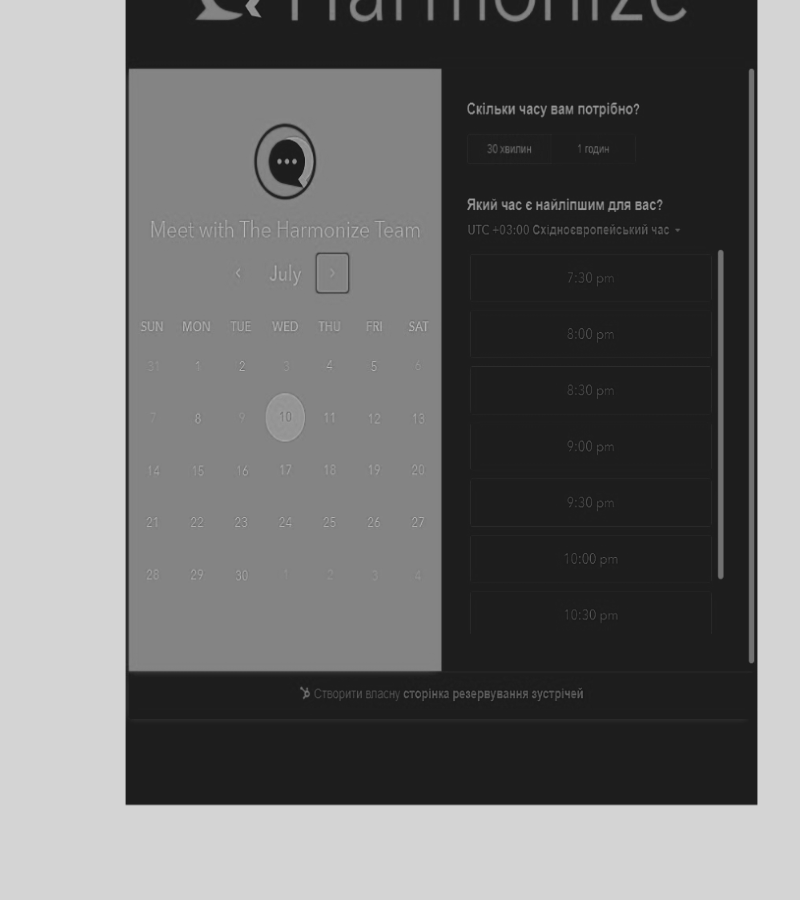 Harmonize
Meet with The Harmonize Team
July
SUN MON TUE WED THU FRI SAT
31 1 2 3 4 5 6
7 8 9 10 11 12 13
14 15 16 17 18 19 20
21 22 23 24 25 26 27
28 29 30 1 2 3 4
Скільки часу вам потрібно?
30 хвилин 1 годин
Який час є найліпшим для вас?
UTC +03:00 Східноєвропейський час
7:30 pm
8:00 pm
8:30 pm
9:00 pm
9:30 pm
10:00 pm
10:30 pm
Створити власну сторінка резервування зустрічей